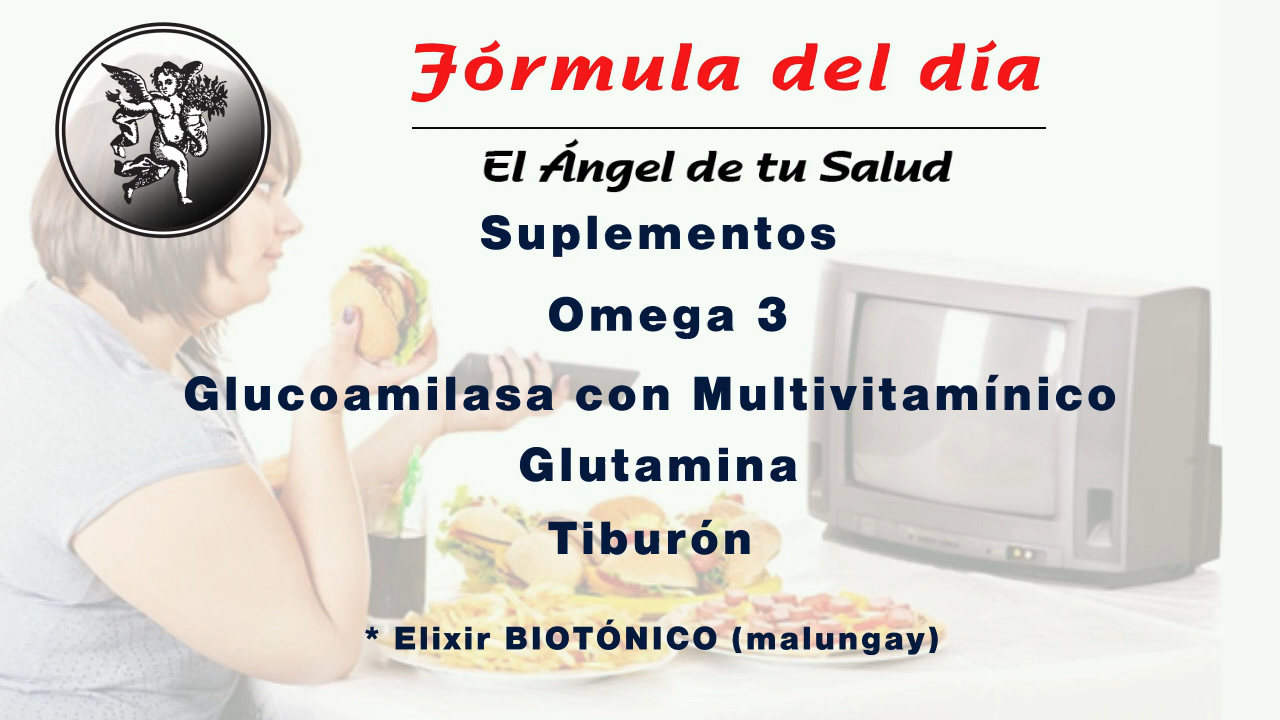 Fórmula del día
El Ángel de tu Salud
Suplementos
Omega 3
Glucoamilasa con Multivitamínico
Glutamina
Tiburón
* Elixir BIOTÓNICO (malungay)